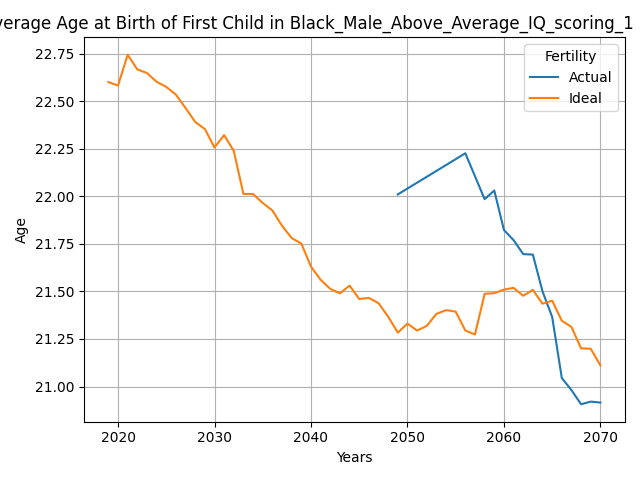 verage Age at Birth of First Child in Black_Male_Above_Average_IQ_scoring_1
Fertility
Actual
Ideal
22.75
22.50
22.25
22.00
21.75
21.50
21.25
21.00
Age
2020
2030
2040
2050
2060
2070
Years